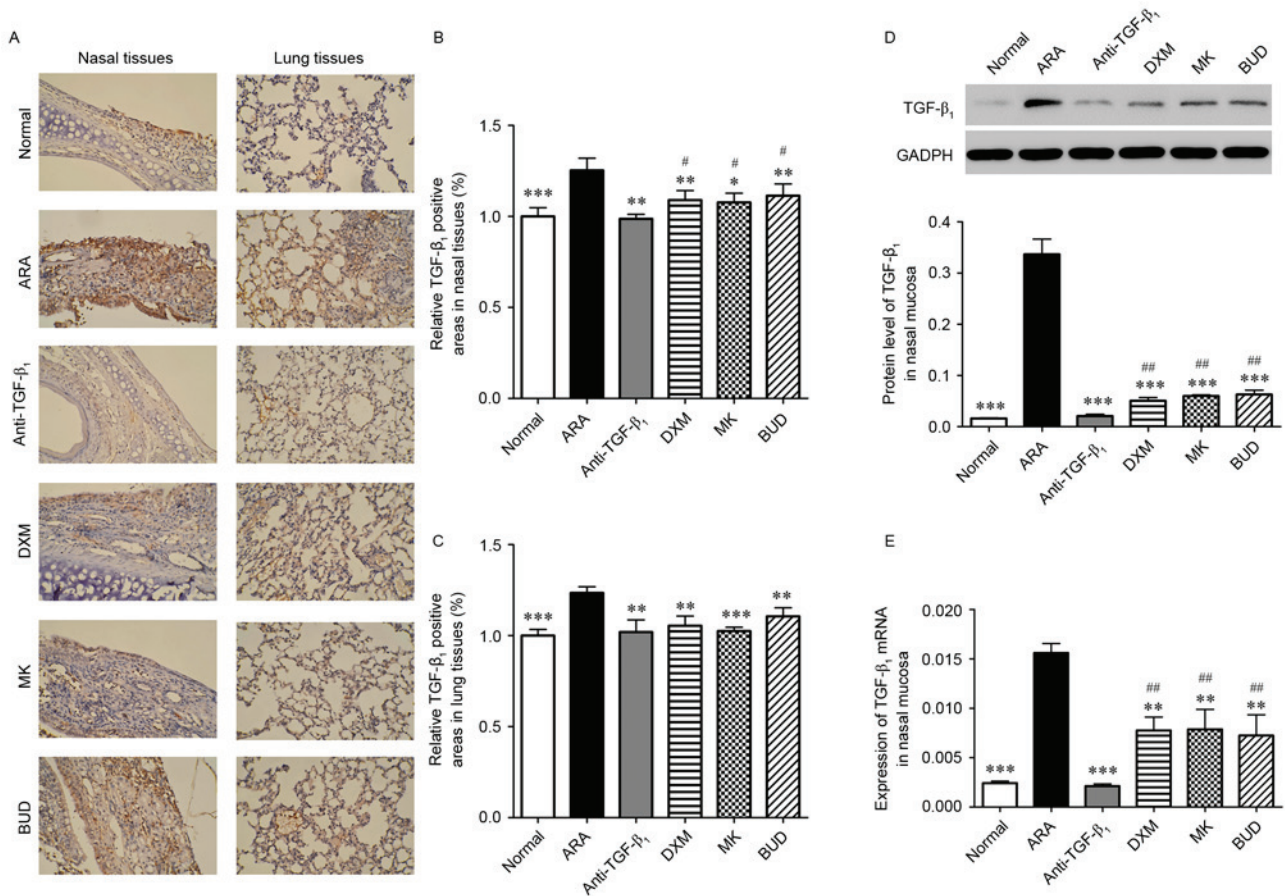 A
Nasal tissues
Lung tissues
Normal
ARA
Anti-TGF-β₁
DXM
MK
BUD
B
Relative TGF-β₁ positive
areas in nasal tissues (%)
1.5
1.0
0.5
0.0
***
**
#
**
#
*
#
**
Normal
ARA
Anti-TGF-β₁
DXM
MK
BUD
C
Relative TGF-β₁ positive
areas in lung tissues (%)
1.5
1.0
0.5
0.0
***
**
**
***
**
Normal
ARA
Anti-TGF-β₁
DXM
MK
BUD
D
Normal
ARA
Anti-TGF-β₁
DXM
MK
BUD
TGF-β₁
GADPH
Protein level of TGF-β₁
in nasal mucosa
0.4
0.3
0.2
0.1
0.0
***
***
##
***
##
***
##
***
Normal
ARA
Anti-TGF-β₁
DXM
MK
BUD
E
Expression of TGF-β₁ mRNA
in nasal mucosa
0.020
0.015
0.010
0.005
0.000
***
***
##
**
##
**
##
**
Normal
ARA
Anti-TGF-β₁
DXM
MK
BUD